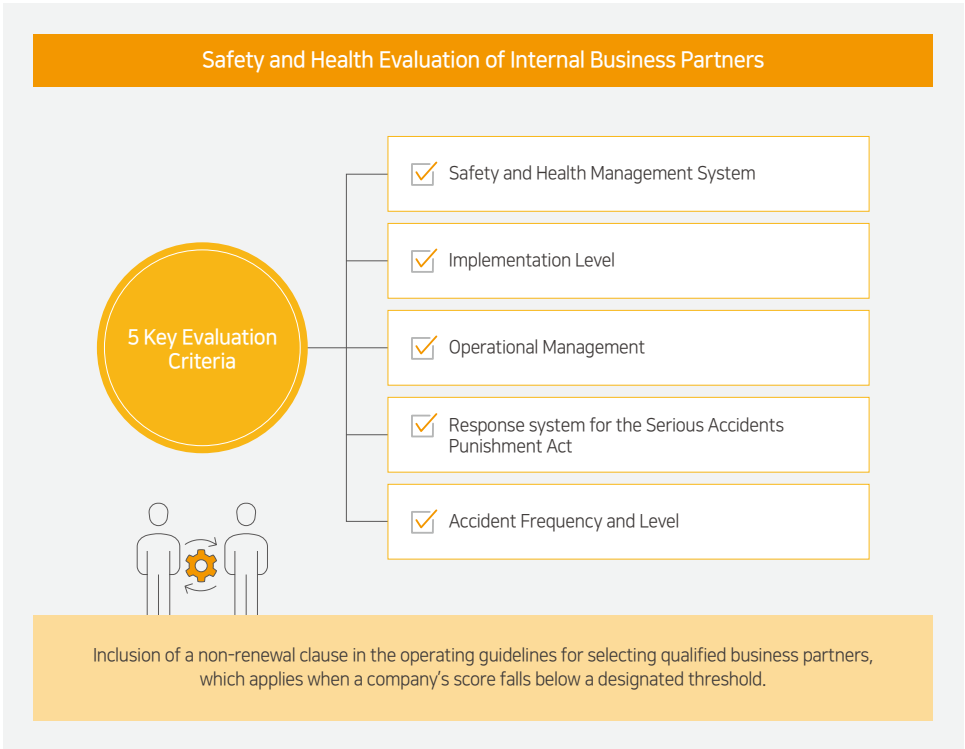 Safety and Health Evaluation of Internal Business Partners
5 Key Evaluation
Criteria
Safety and Health Management System
Implementation Level
Operational Management
Response system for the Serious Accidents
Punishment Act
Accident Frequency and Level
Inclusion of a non-renewal clause in the operating guidelines for selecting qualified business partners,
which applies when a company's score falls below a designated threshold.